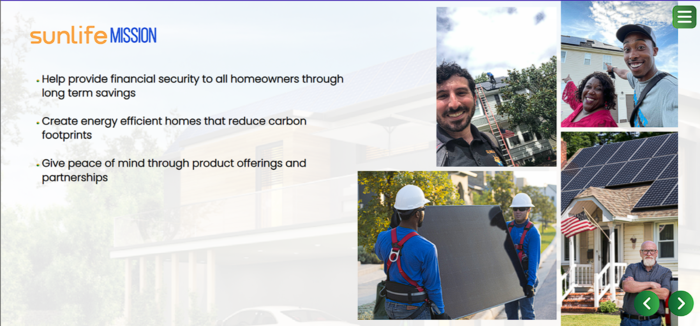 sunlife MISSION
Help provide financial security to all homeowners through
long term savings
Create energy efficient homes that reduce carbon
footprints
Give peace of mind through product offerings and
partnerships